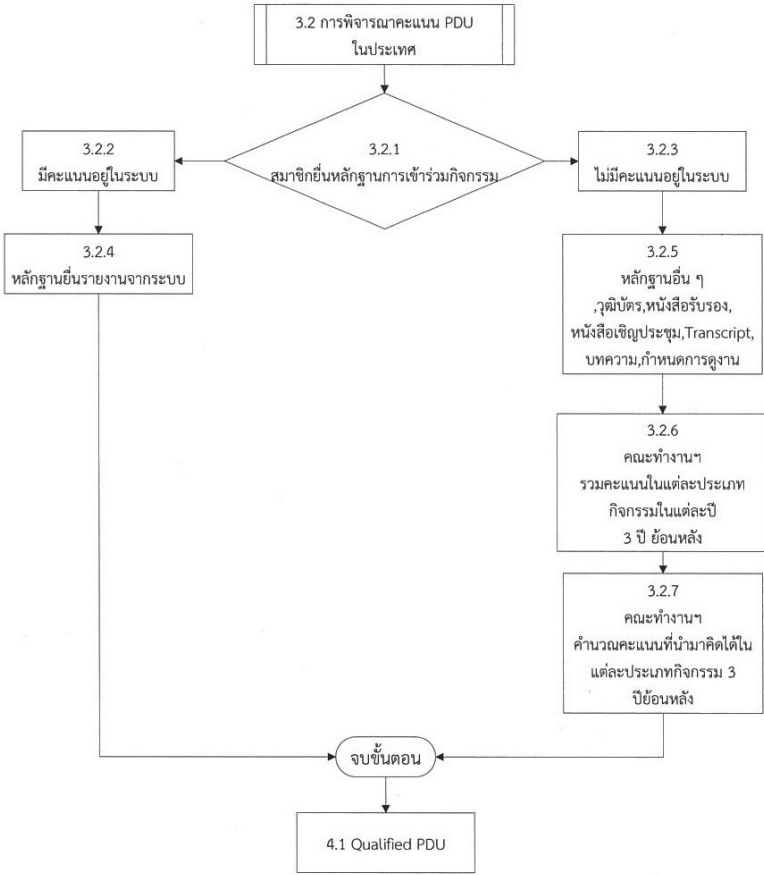 3.2 การพิจารณาคะแนน PDU
ในประเทศ
3.2.1
สมาชิกยื่นหลักฐานการเข้าร่วมกิจกรรม
3.2.2
มีคะแนนอยู่ในระบบ
3.2.3
ไม่มีคะแนนอยู่ในระบบ
3.2.4
หลักฐานยื่นรายงานจากระบบ
3.2.5
หลักฐานอื่น ๆ
,วุฒิบัตร,หนังสือรับรอง,
หนังสือเชิญประชุม,Transcript,
บทความ,กำหนดการดูงาน
3.2.6
คณะทำงานฯ
รวมคะแนนในแต่ละประเภท
กิจกรรมในแต่ละปี
3 ปี ย้อนหลัง
3.2.7
คณะทำงานฯ
คำนวณคะแนนที่นำมาคิดได้ใน
แต่ละประเภทกิจกรรม 3
ปีย้อนหลัง
จบขั้นตอน
4.1 Qualified PDU